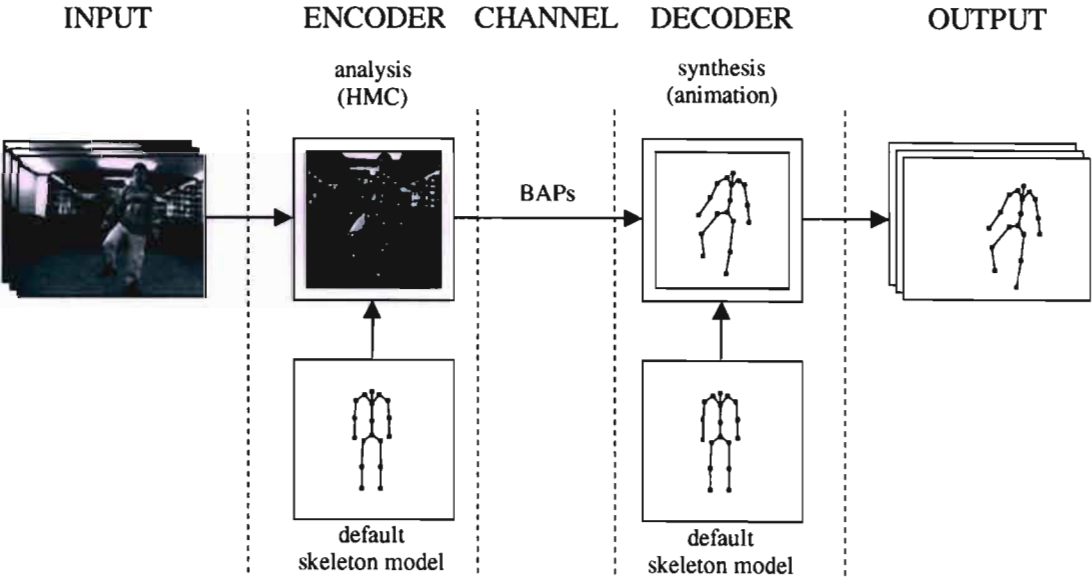 INPUT
ENCODER
CHANNEL
DECODER
OUTPUT
analysis
(HMC)
synthesis
(animation)
BAPs
default
skeleton model
default
skeleton model